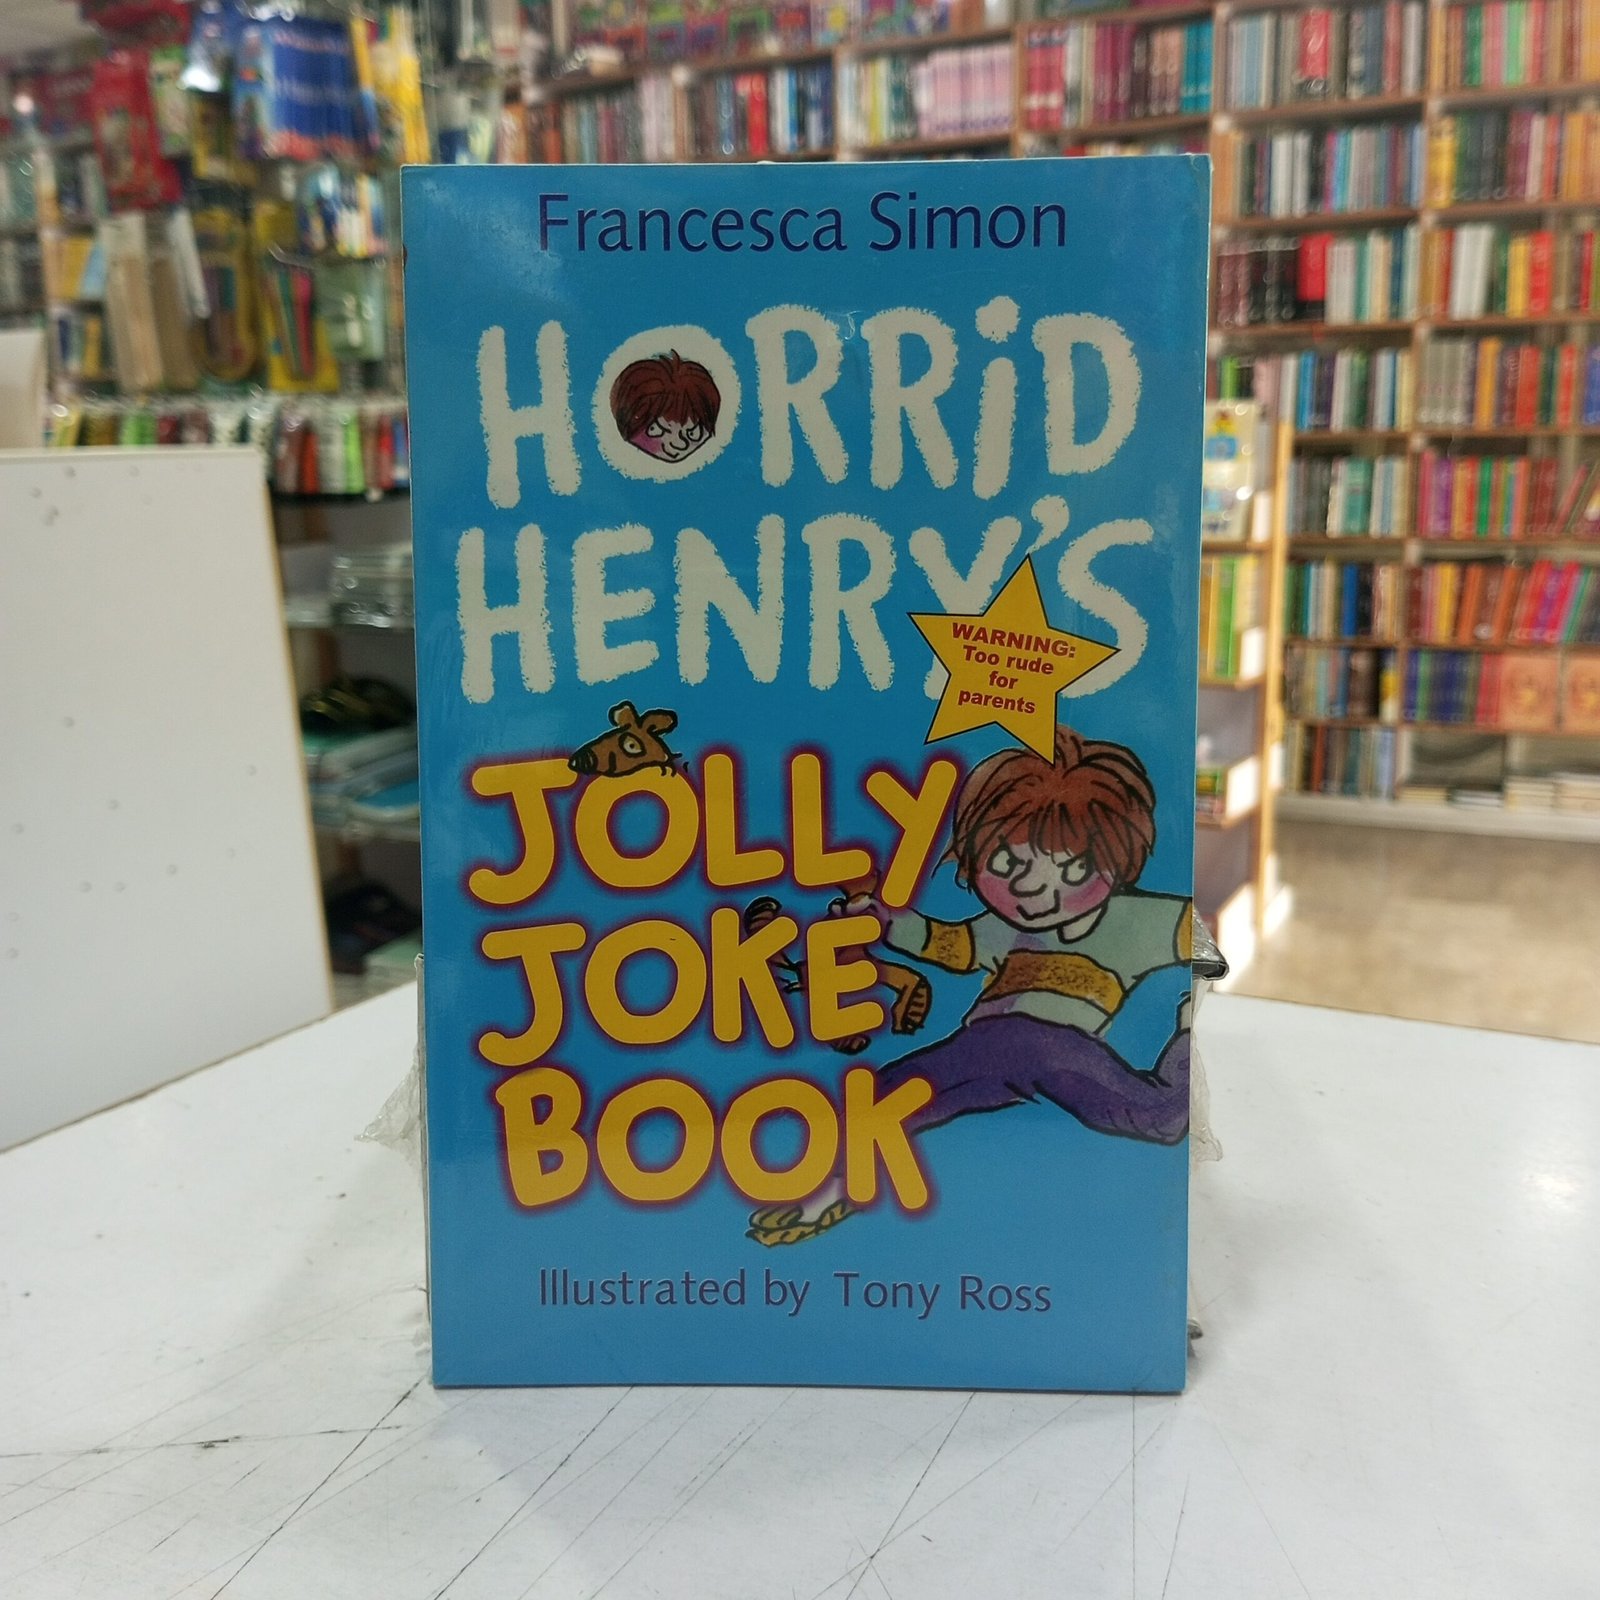 Francesca Simon
HORRiD
HENRY'S
WARNING:
Too rude
for
parents
JOLLY
JOKE
BOOK
Illustrated by Tony Ross